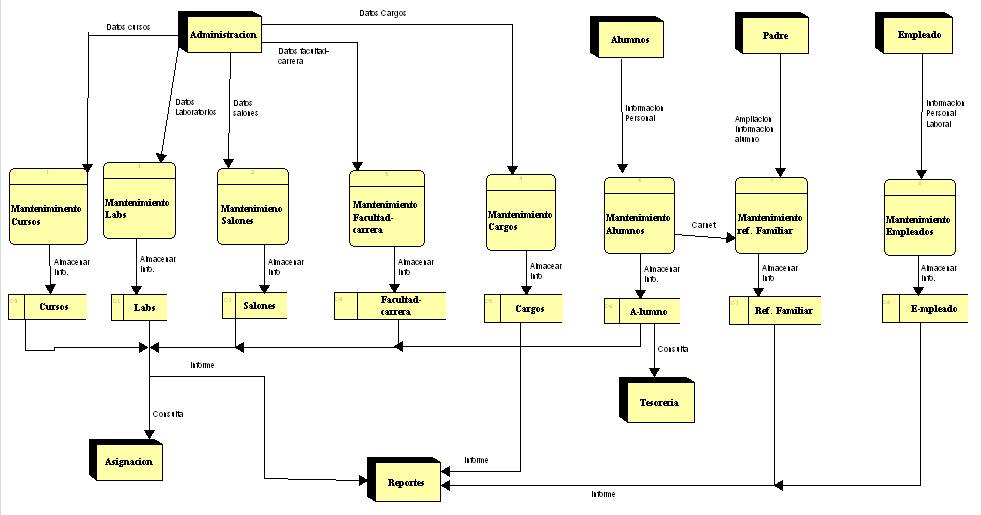 Datos cursos
Administracion
Datos Cargos
Datos facultad-
carrera
Alumnos
Padre
Empleado
Datos
Laboratorios
Datos
salones
Informacion
Personal
Ampliacion
Informacion
alumno
Informacion
Personal
Laboral
Manteninimento
Cursos
Mantenimiento
Labs
Mantenimieno
Salones
Mantenimiento
Facultad-
carrera
Mantenimiento
Cargos
Mantenimiento
Alumnos
Carnet
Mantenimiento
ref. Familiar
Mantenimiento
Empleados
Almacenar
Info.
Almacenar
Inf.
Almacenar
Info
Almacenar
Info
Almacear
Info
Almacenar
Info.
Almacenar
Info
Almacenar
Info.
Cursos
Labs
Salones
Facultad-
carrera
Cargos
A-lumno
Ref. Familiar
E-mpleado
Informe
Consulta
Consulta
Tesoreria
Asignacion
Informe
Reportes
Informe